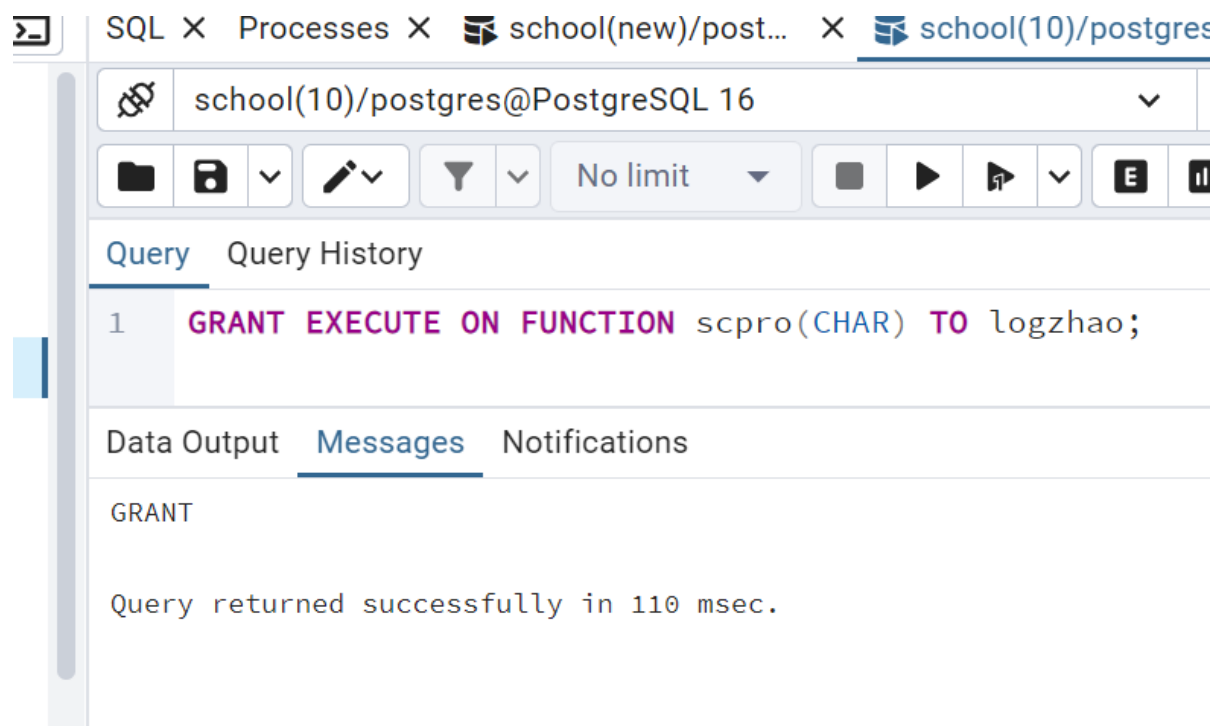 SQL Processes school(new)/post... school(10)/postgres
school(10)/postgres@PostgreSQL 16
No limit E
Query Query History
1 GRANT EXECUTE ON FUNCTION scpro(CHAR) TO logzhao;
Data Output Messages Notifications
GRANT
Query returned successfully in 110 msec.